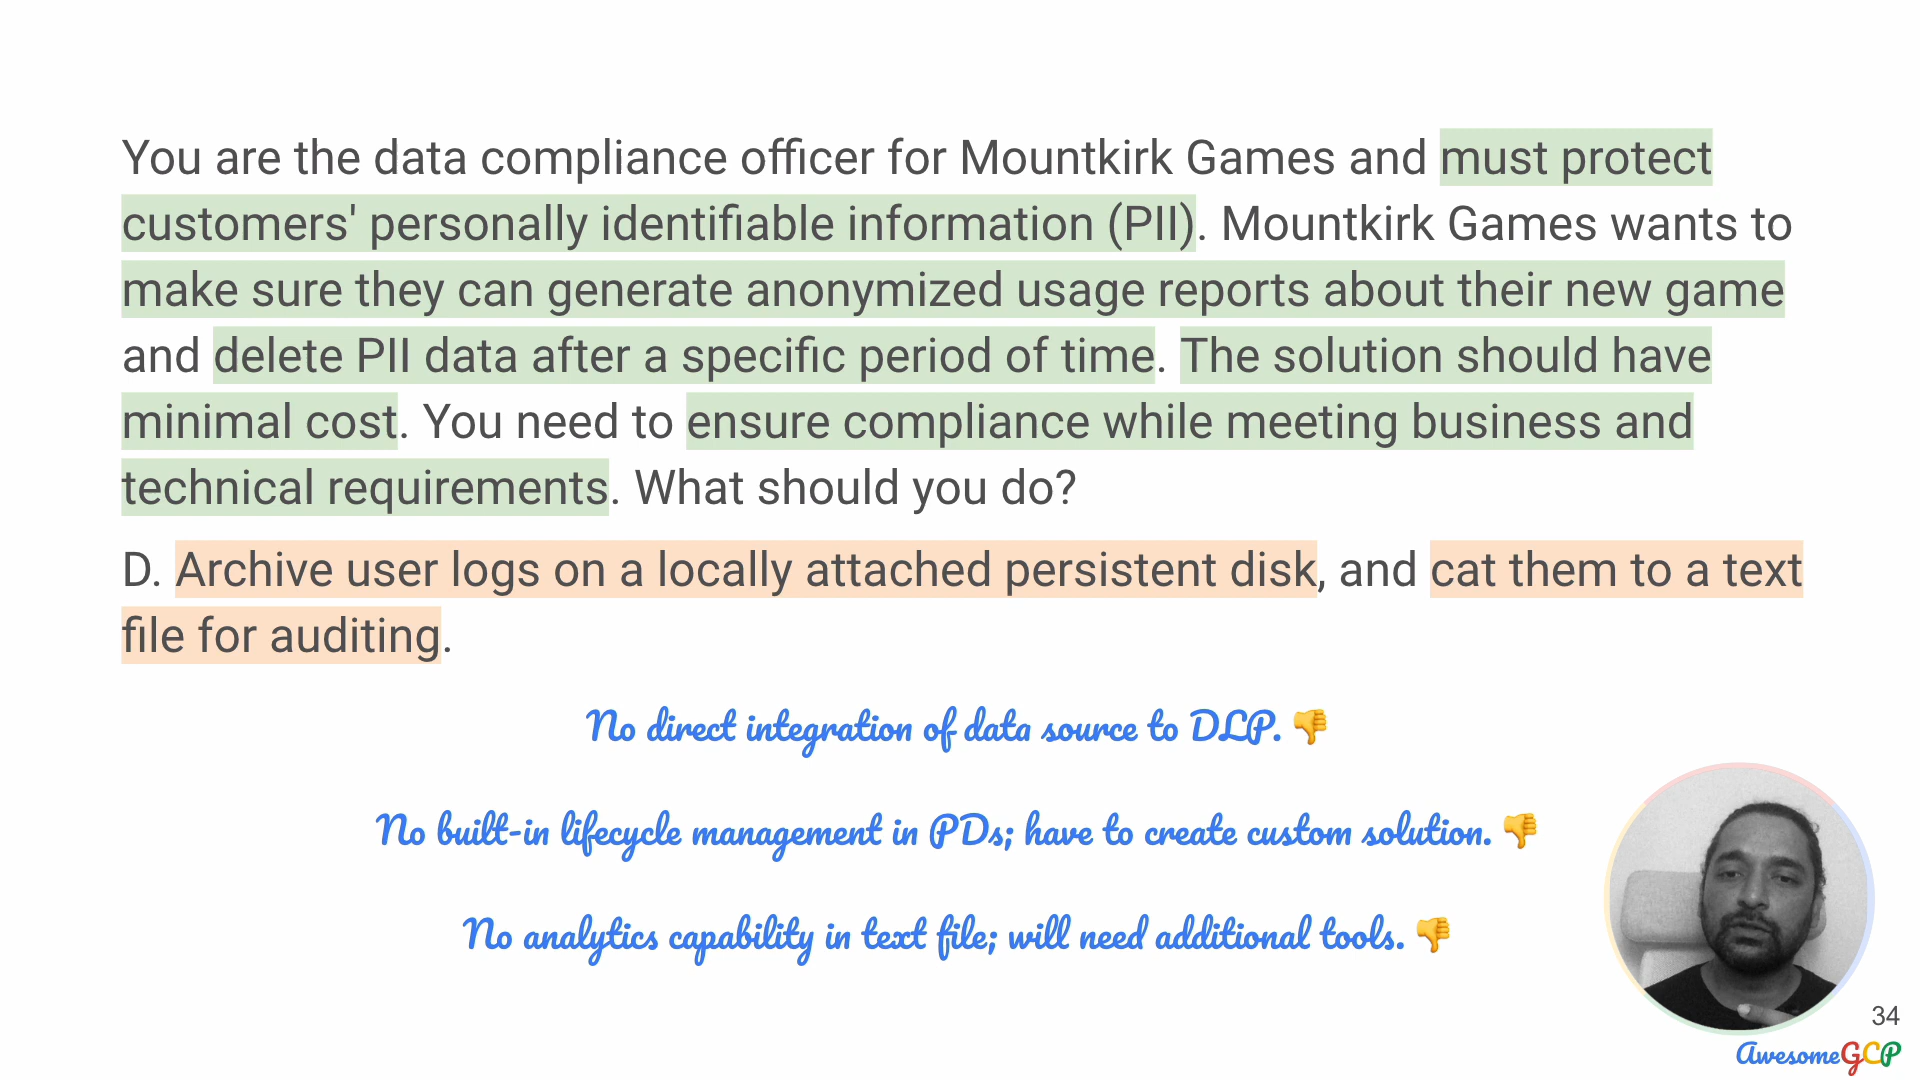 You are the data compliance officer for Mountkirk Games and must protect
customers' personally identifiable information (PII). Mountkirk Games wants to
make sure they can generate anonymized usage reports about their new game
and delete PII data after a specific period of time. The solution should have
minimal cost. You need to ensure compliance while meeting business and
technical requirements. What should you do?
D. Archive user logs on a locally attached persistent disk, and cat them to a text
file for auditing.
No direct integration of data source to DLP. 👎
No built-in lifecycle management in PDs; have to create custom solution. 👎
No analytics capability in text file; will need additional tools. 👎
34
AwesomeGCP